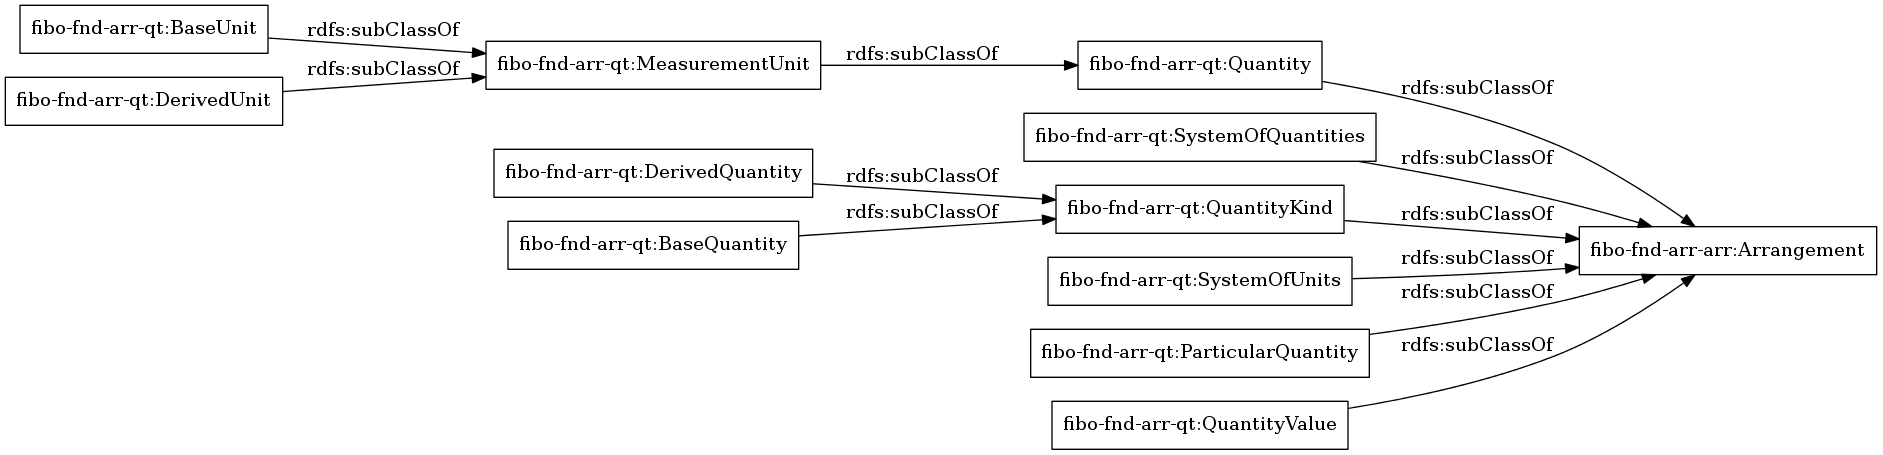 fibo-fnd-arr-qt:BaseUnit
rdfs:subClassOf
fibo-fnd-arr-qt:DerivedUnit
rdfs:subClassOf
fibo-fnd-arr-qt:MeasurementUnit
rdfs:subClassOf
fibo-fnd-arr-qt:Quantity
rdfs:subClassOf
fibo-fnd-arr-qt:SystemOfQuantities
rdfs:subClassOf
fibo-fnd-arr-qt:DerivedQuantity
rdfs:subClassOf
fibo-fnd-arr-qt:BaseQuantity
rdfs:subClassOf
fibo-fnd-arr-qt:QuantityKind
rdfs:subClassOf
fibo-fnd-arr-qt:SystemOfUnits
rdfs:subClassOf
fibo-fnd-arr-qt:ParticularQuantity
rdfs:subClassOf
fibo-fnd-arr-qt:QuantityValue
rdfs:subClassOf
fibo-fnd-arr-arr:Arrangement